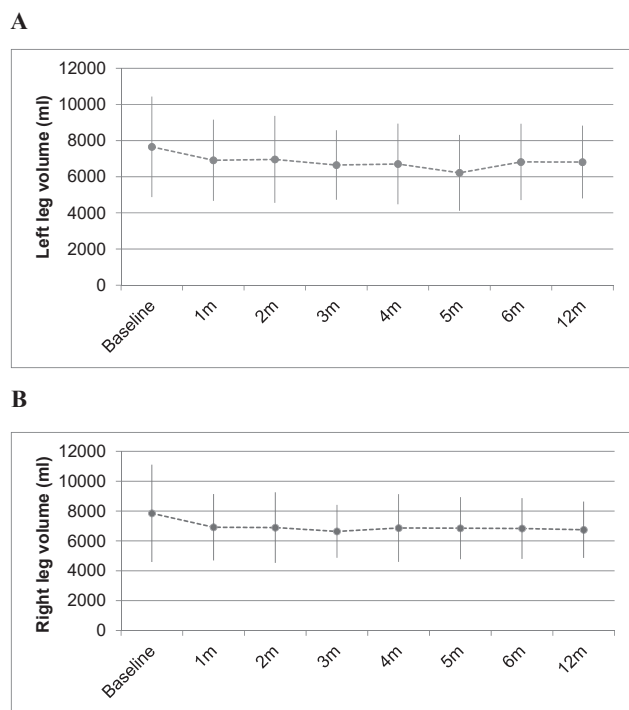 A
Left leg volume (ml)
12000
10000
8000
6000
4000
2000
0
Baseline
1m
2m
3m
4m
5m
6m
12m
B
Right leg volume (ml)
12000
10000
8000
6000
4000
2000
0
Baseline
1m
2m
3m
4m
5m
6m
12m